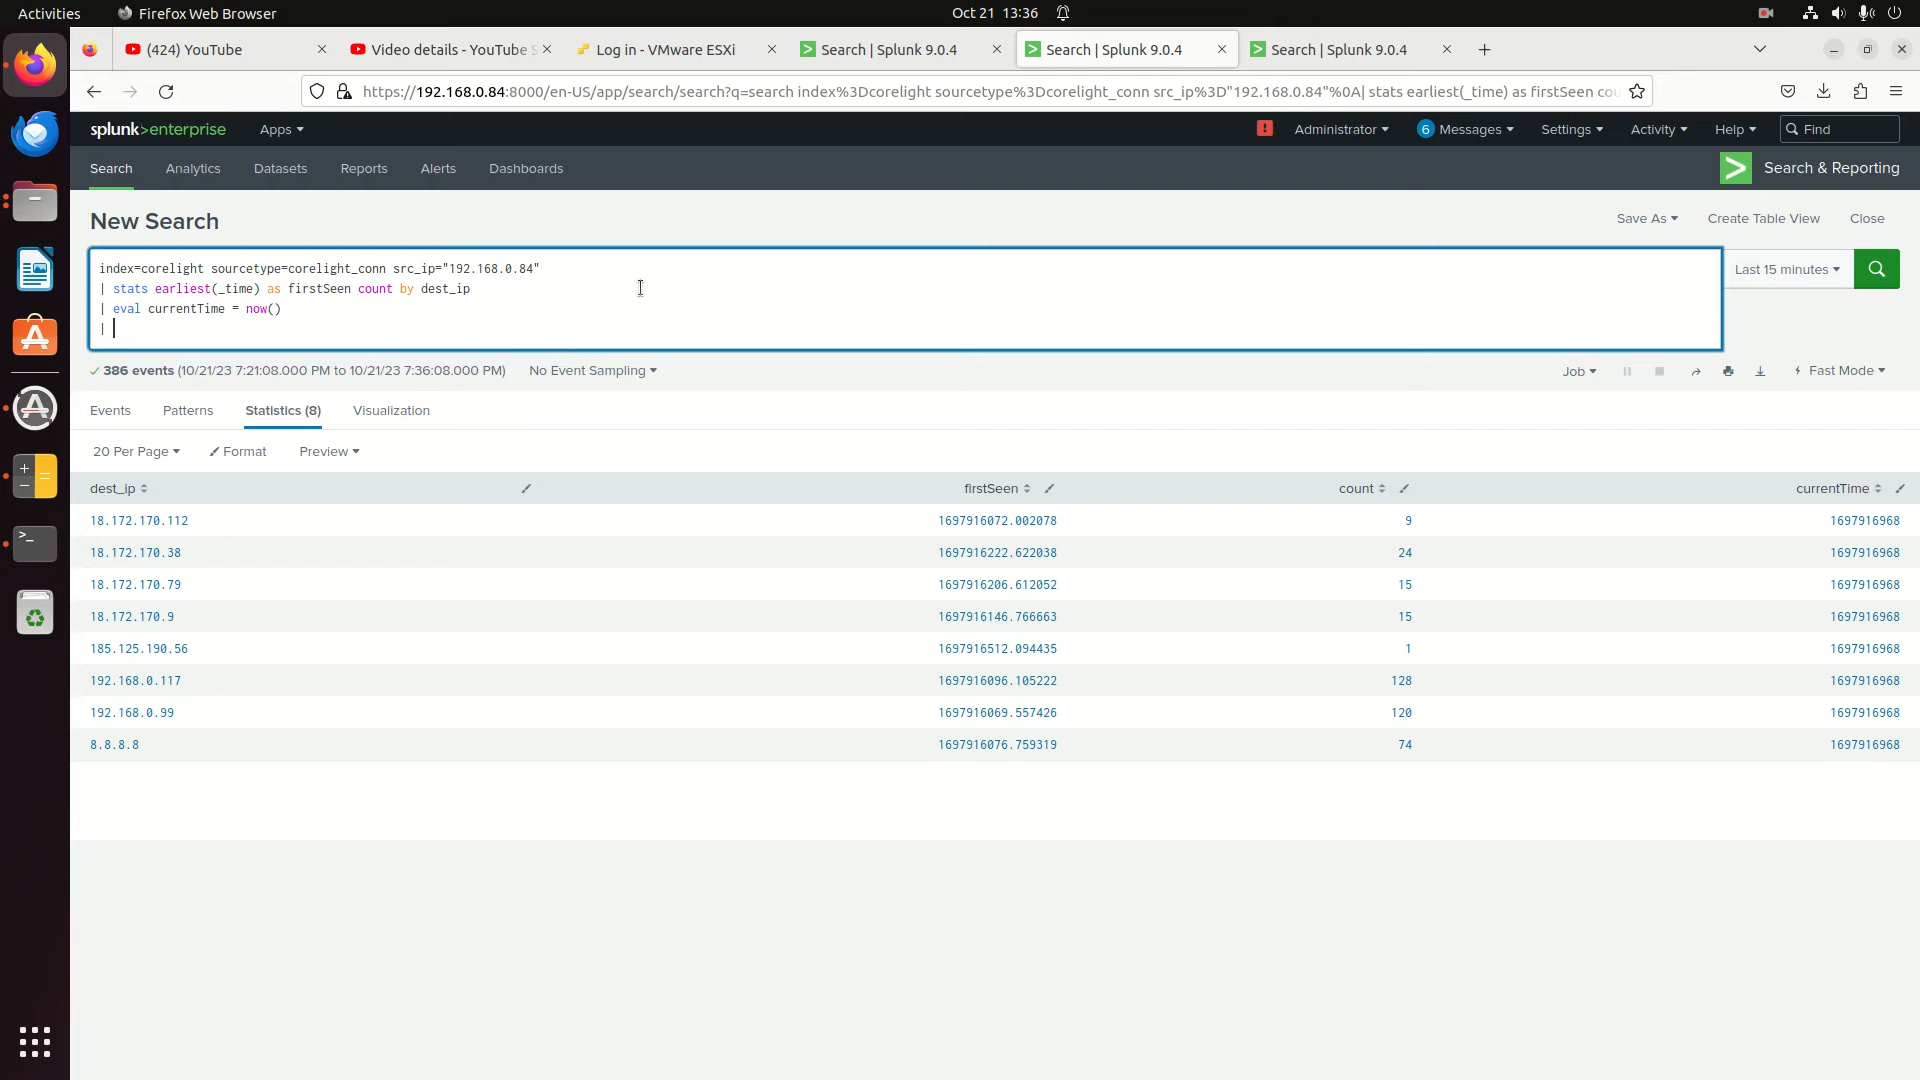 Activities
Firefox Web Browser
Oct 21 13:36
(424) YouTube
Video details - YouTube S
Log in - VMware ESXi
Search | Splunk 9.0.4
Search | Splunk 9.0.4
Search | Splunk 9.0.4
https://192.168.0.84:8000/en-US/app/search/search?q=search index%3Dcorelight sourcetype%3Dcorelight_conn src_ip%3D"192.168.0.84"%0A| stats earliest(_time) as firstSeen cou
splunk>enterprise
Apps
Administrator
6 Messages
Settings
Activity
Help
Find
Search
Analytics
Datasets
Reports
Alerts
Dashboards
Search & Reporting
New Search
Save As
Create Table View
Close
index=corelight sourcetype=corelight_conn src_ip="192.168.0.84"
| stats earliest(_time) as firstSeen count by dest_ip
| eval currentTime = now()
|
Last 15 minutes
386 events (10/21/23 7:21:08.000 PM to 10/21/23 7:36:08.000 PM)
No Event Sampling
Job
Fast Mode
Events
Patterns
Statistics (8)
Visualization
20 Per Page
Format
Preview
dest_ip firstSeen count currentTime
18.172.170.112 1697916072.002078 9 1697916968
18.172.170.38 1697916222.622038 24 1697916968
18.172.170.79 1697916206.612052 15 1697916968
18.172.170.9 1697916146.766663 15 1697916968
185.125.190.56 1697916512.094435 1 1697916968
192.168.0.117 1697916096.105222 128 1697916968
192.168.0.99 1697916069.557426 120 1697916968
8.8.8.8 1697916076.759319 74 1697916968